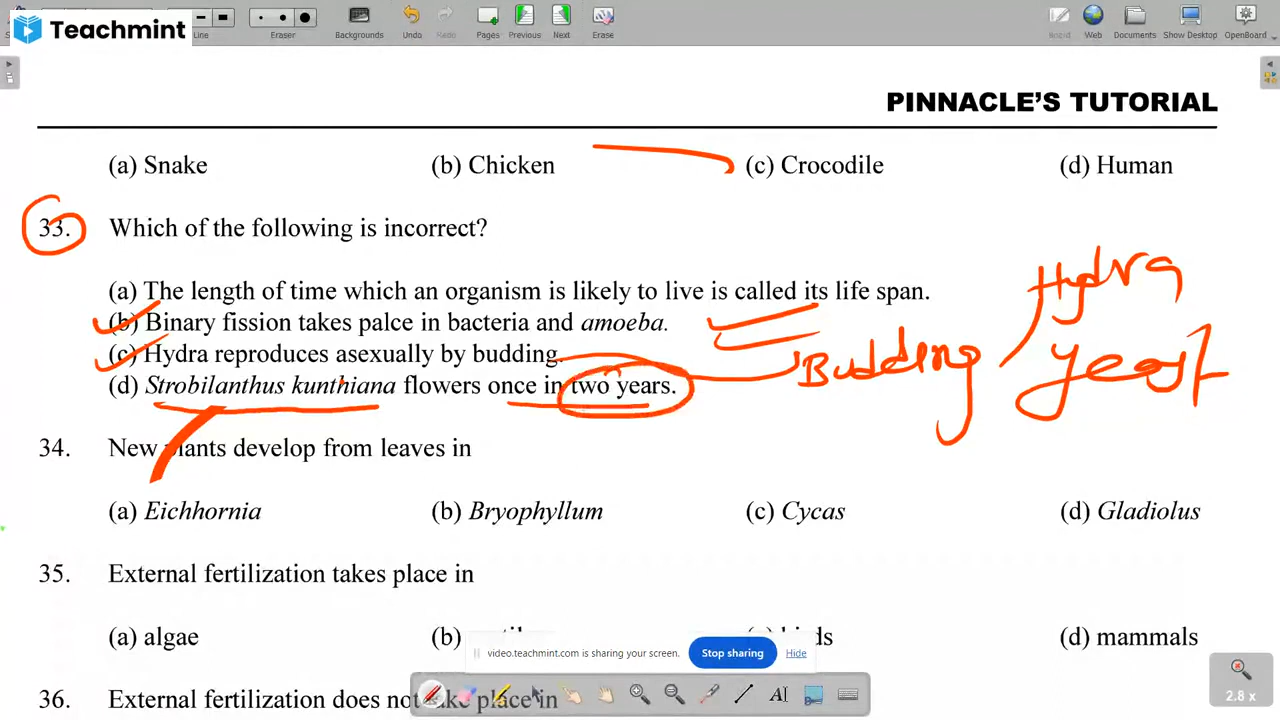 Line
Eraser
Backgrounds
Undo
Redo
Pages
Previous
Next
Erase
Board
Web
Documents
Show Desktop
OpenBoard
Teachmint
PINNACLE'S TUTORIAL
(a) Snake (b) Chicken (c) Crocodile (d) Human
33. Which of the following is incorrect?
(a) The length of time which an organism is likely to live is called its life span.
(b) Binary fission takes palce in bacteria and amoeba.
(c) Hydra reproduces asexually by budding.
(d) Strobilanthus kunthiana flowers once in two years.
Hydra
Budding
yeast
34. New plants develop from leaves in
(a) Eichhornia (b) Bryophyllum (c) Cycas (d) Gladiolus
35. External fertilization takes place in
(a) algae (b) (c) birds (d) mammals
video.teachmint.com is sharing your screen. Stop sharing Hide
36. External fertilization does not take place in
2.8 x